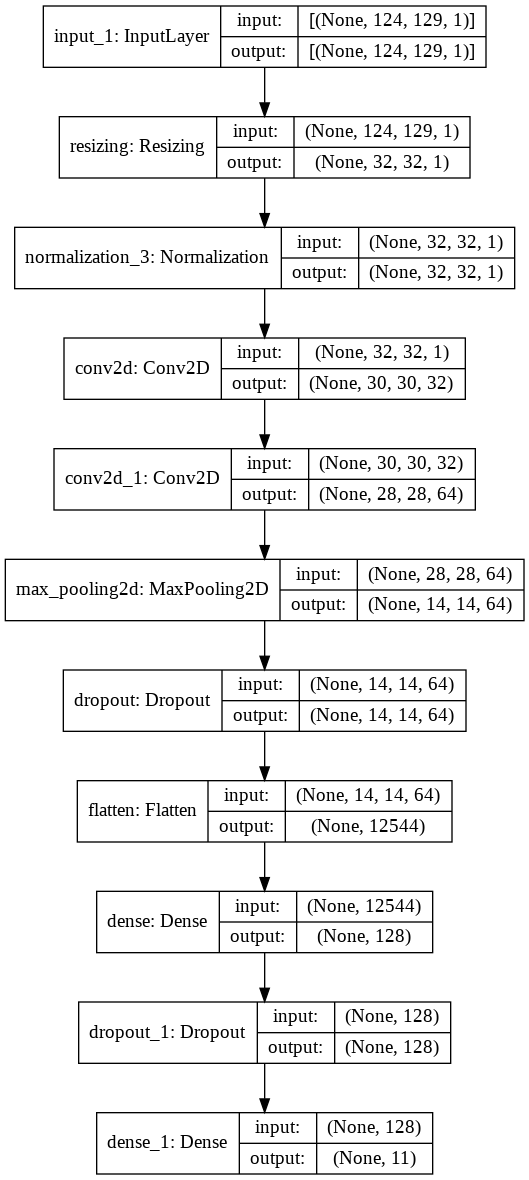 input_1: InputLayer
input:
[(None, 124, 129, 1)]
output:
[(None, 124, 129, 1)]
resizing: Resizing
input:
(None, 124, 129, 1)
output:
(None, 32, 32, 1)
normalization_3: Normalization
input:
(None, 32, 32, 1)
output:
(None, 32, 32, 1)
conv2d: Conv2D
input:
(None, 32, 32, 1)
output:
(None, 30, 30, 32)
conv2d_1: Conv2D
input:
(None, 30, 30, 32)
output:
(None, 28, 28, 64)
max_pooling2d: MaxPooling2D
input:
(None, 28, 28, 64)
output:
(None, 14, 14, 64)
dropout: Dropout
input:
(None, 14, 14, 64)
output:
(None, 14, 14, 64)
flatten: Flatten
input:
(None, 14, 14, 64)
output:
(None, 12544)
dense: Dense
input:
(None, 12544)
output:
(None, 128)
dropout_1: Dropout
input:
(None, 128)
output:
(None, 128)
dense_1: Dense
input:
(None, 128)
output:
(None, 11)